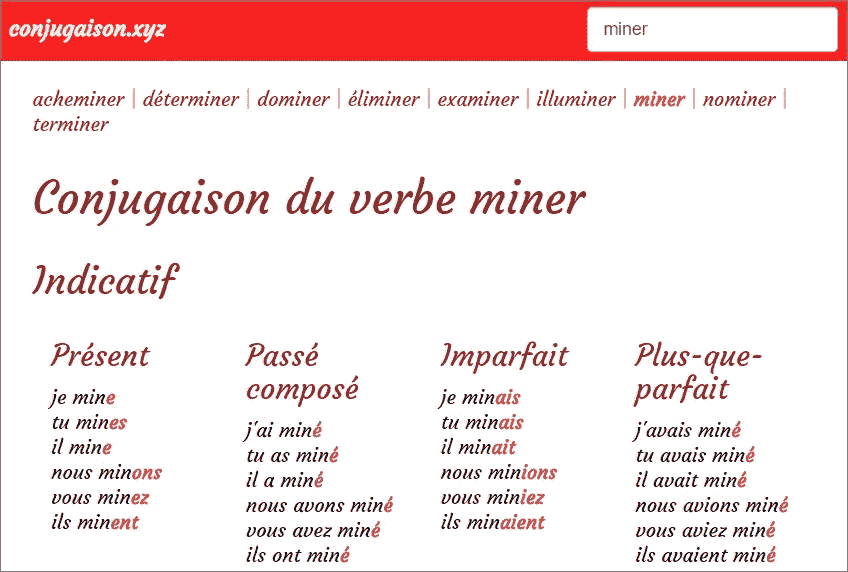 conjugaison.xyz
miner
acheminer | déterminer | dominer | éliminer | examiner | illuminer | miner | nominer |
terminer
Conjugaison du verbe miner
Indicatif
Présent
je mine
tu mines
il mine
nous minons
vous minez
ils minent
Passé
composé
j'ai miné
tu as miné
il a miné
nous avons miné
vous avez miné
ils ont miné
Imparfait
je minais
tu minais
il minait
nous minions
vous miniez
ils minaient
Plus-que-
parfait
j'avais miné
tu avais miné
il avait miné
nous avions miné
vous aviez miné
ils avaient miné